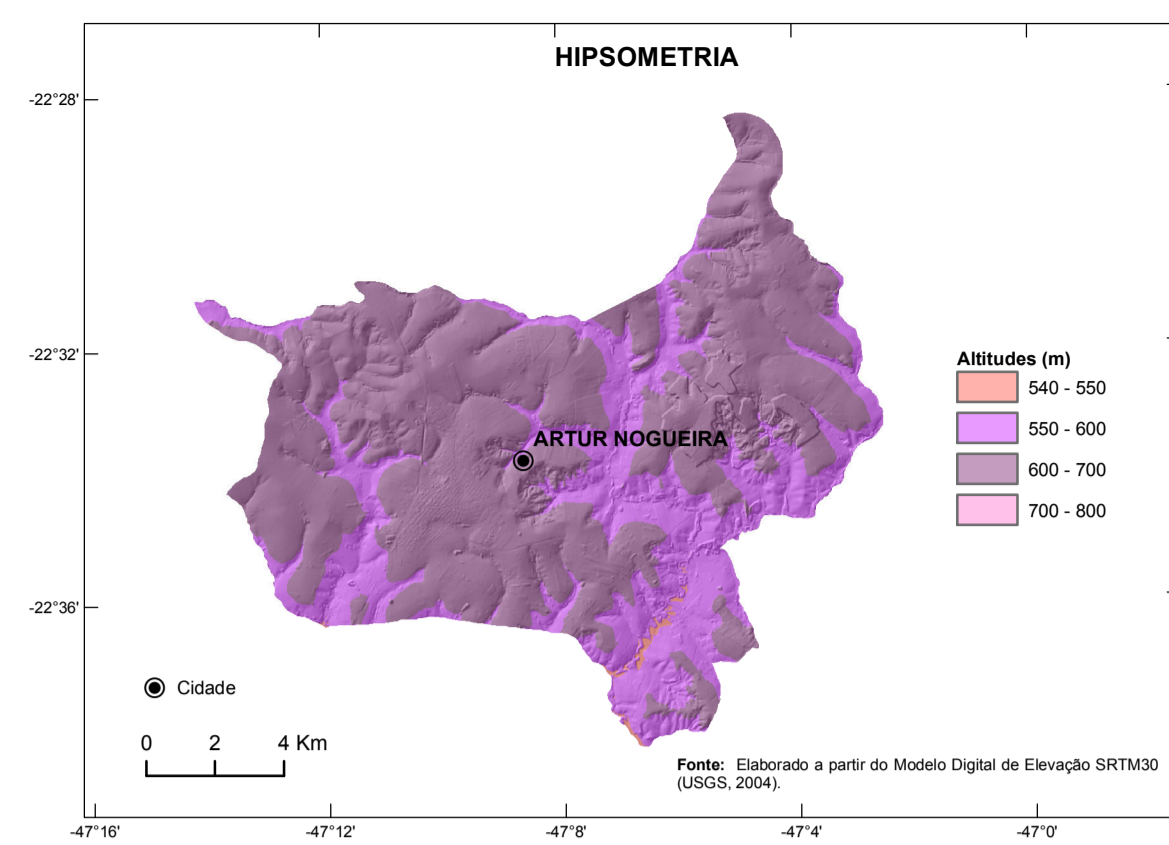 HIPSOMETRIA
-22°28'
-22°32'
Altitudes (m)
540 - 550
550 - 600
ARTUR NOGUEIRA
600 - 700
700 - 800
-22°36'
Cidade
0 2 4 Km
Fonte: Elaborado a partir do Modelo Digital de Elevação SRTM30
(USGS, 2004).
-47°16' -47°12' -47°8' -47°4' -47°0'